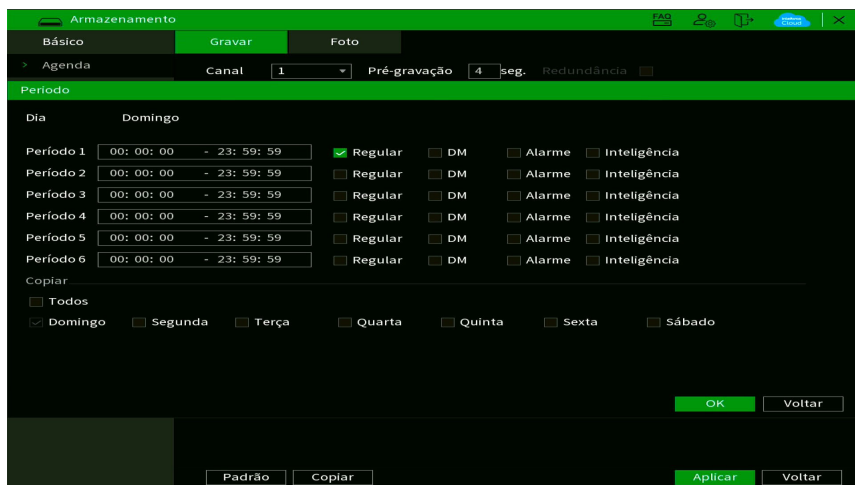 Armazenamento FAQ intelbras Cloud
Básico Gravar Foto
> Agenda Canal 1 Pré-gravação 4 seg. Redundância
Período
Dia Domingo
Período 1 00: 00: 00 - 23: 59: 59 Regular DM Alarme Inteligência
Período 2 00: 00: 00 - 23: 59: 59 Regular DM Alarme Inteligência
Período 3 00: 00: 00 - 23: 59: 59 Regular DM Alarme Inteligência
Período 4 00: 00: 00 - 23: 59: 59 Regular DM Alarme Inteligência
Período 5 00: 00: 00 - 23: 59: 59 Regular DM Alarme Inteligência
Período 6 00: 00: 00 - 23: 59: 59 Regular DM Alarme Inteligência
Copiar
Todos
Domingo Segunda Terça Quarta Quinta Sexta Sábado
OK Voltar
Padrão Copiar Aplicar Voltar